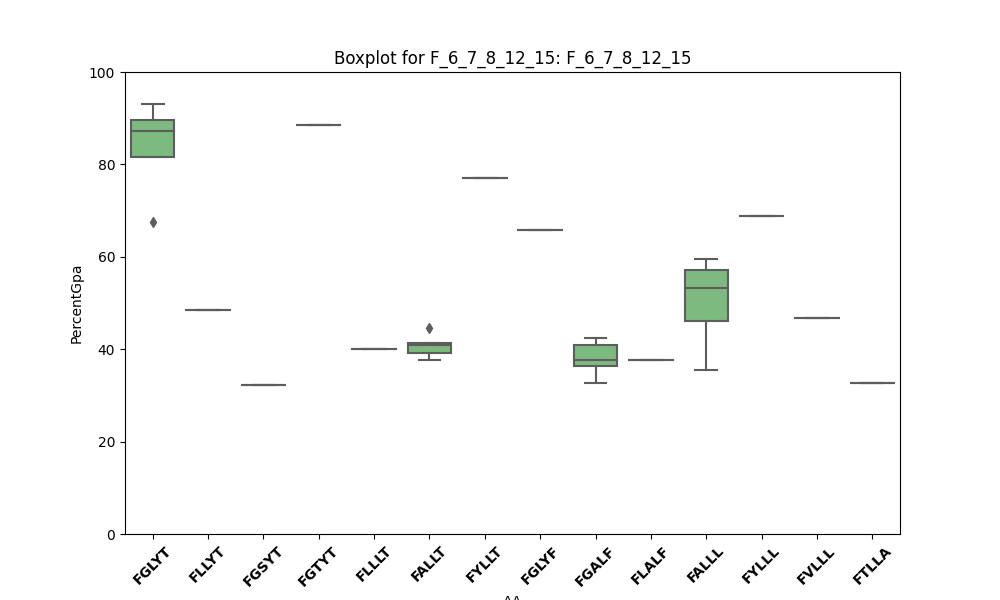 Boxplot for F_6_7_8_12_15: F_6_7_8_12_15
100
80
60
40
20
0
PercentGpa
FGLYT
FLLYT
FGSYT
FGTYT
FLLLT
FALLT
FYLLT
FGLYF
FGALF
FLALF
FALLL
FYLLL
FVLLL
FTLLA
AA